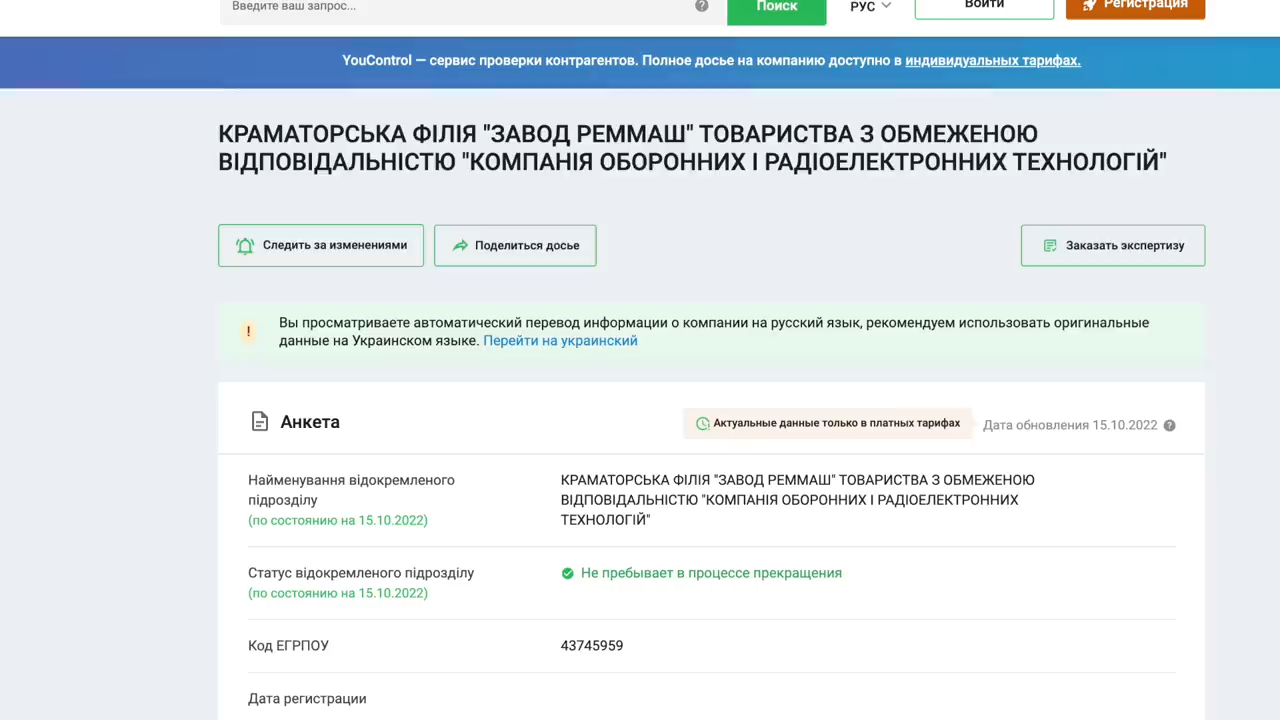 Введите ваш запрос...
?
Поиск
РУС
Войти
Регистрация
YouControl — сервис проверки контрагентов. Полное досье на компанию доступно в индивидуальных тарифах.
КРАМАТОРСЬКА ФІЛІЯ "ЗАВОД РЕММАШ" ТОВАРИСТВА З ОБМЕЖЕНОЮ
ВІДПОВІДАЛЬНІСТЮ "КОМПАНІЯ ОБОРОННИХ І РАДІОЕЛЕКТРОННИХ ТЕХНОЛОГІЙ"
Следить за изменениями
Поделиться досье
Заказать экспертизу
!
Вы просматриваете автоматический перевод информации о компании на русский язык, рекомендуем использовать оригинальные
данные на Украинском языке. Перейти на украинский
Анкета
Актуальные данные только в платных тарифах
Дата обновления 15.10.2022 ?
Найменування відокремленого
підрозділу
(по состоянию на 15.10.2022)
КРАМАТОРСЬКА ФІЛІЯ "ЗАВОД РЕММАШ" ТОВАРИСТВА З ОБМЕЖЕНОЮ
ВІДПОВІДАЛЬНІСТЮ "КОМПАНІЯ ОБОРОННИХ І РАДІОЕЛЕКТРОННИХ
ТЕХНОЛОГІЙ"
Статус відокремленого підрозділу
(по состоянию на 15.10.2022)
Не пребывает в процессе прекращения
Код ЕГРПОУ
43745959
Дата регистрации